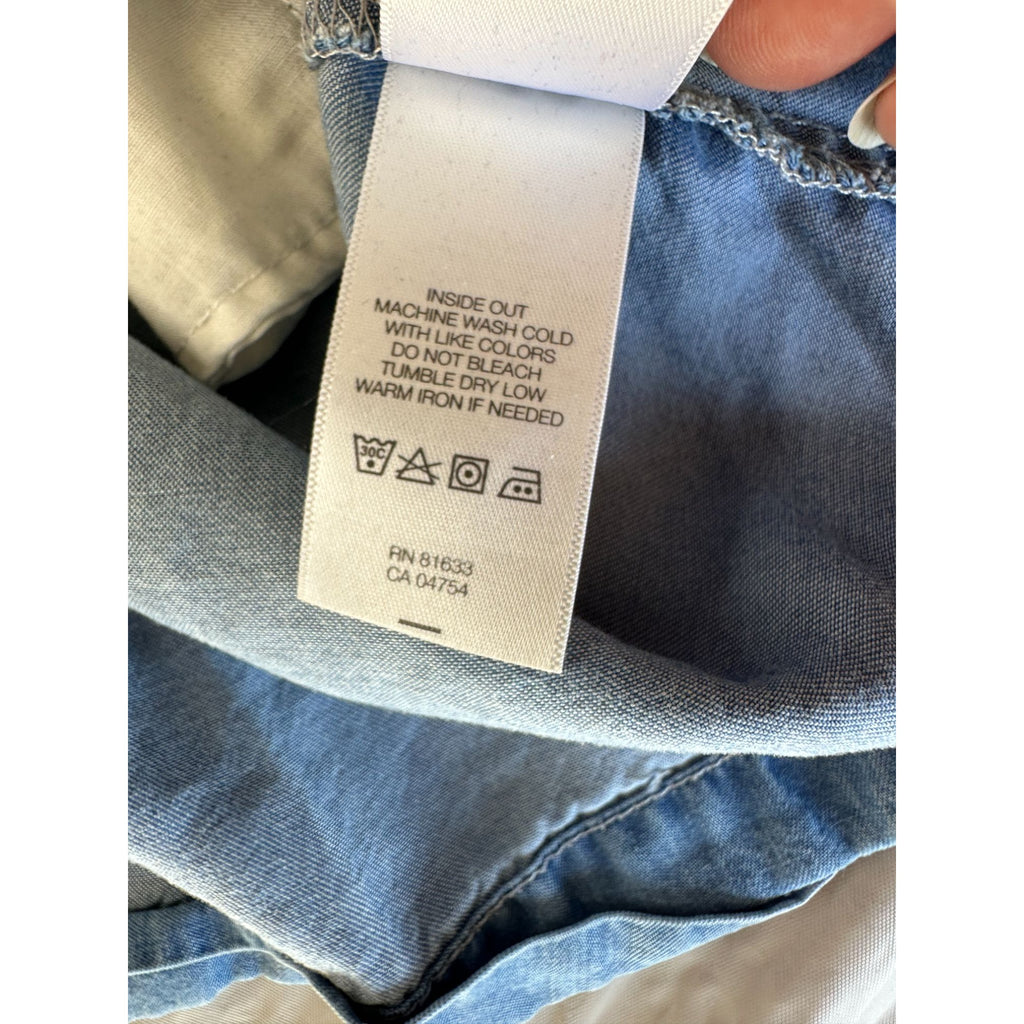 INSIDE OUT
MACHINE WASH COLD
WITH LIKE COLORS
DO NOT BLEACH
TUMBLE DRY LOW
WARM IRON IF NEEDED
30C
RN 81633
CA 04754